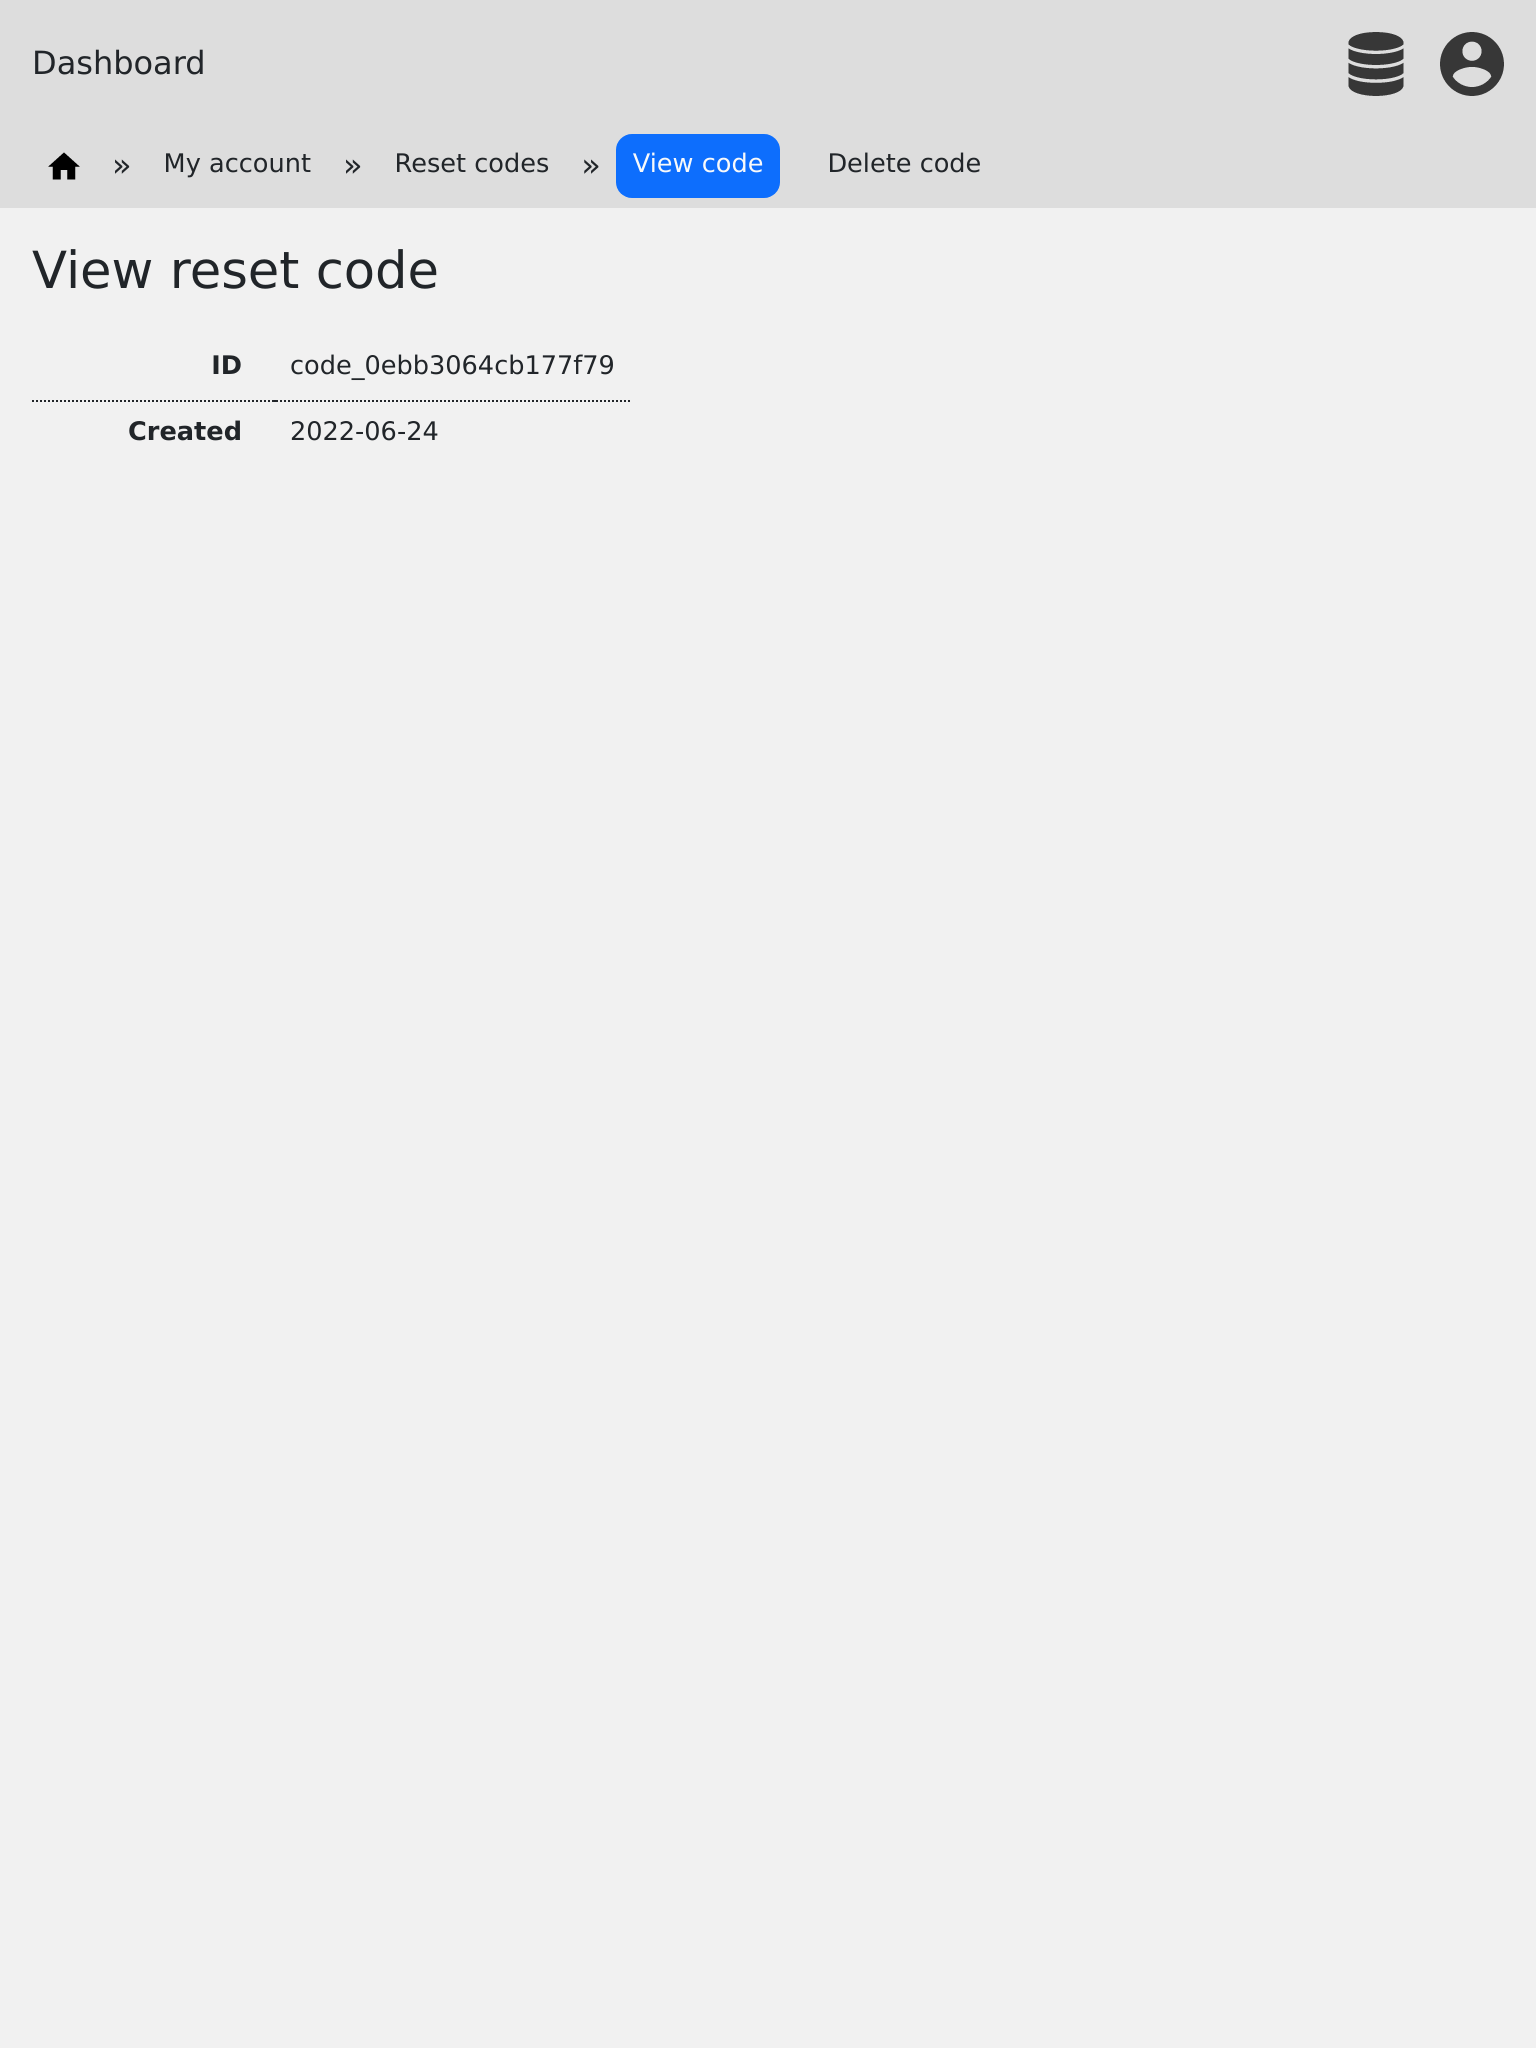 Dashboard
» My account » Reset codes » View code Delete code
View reset code
ID code_0ebb3064cb177f79
Created 2022-06-24